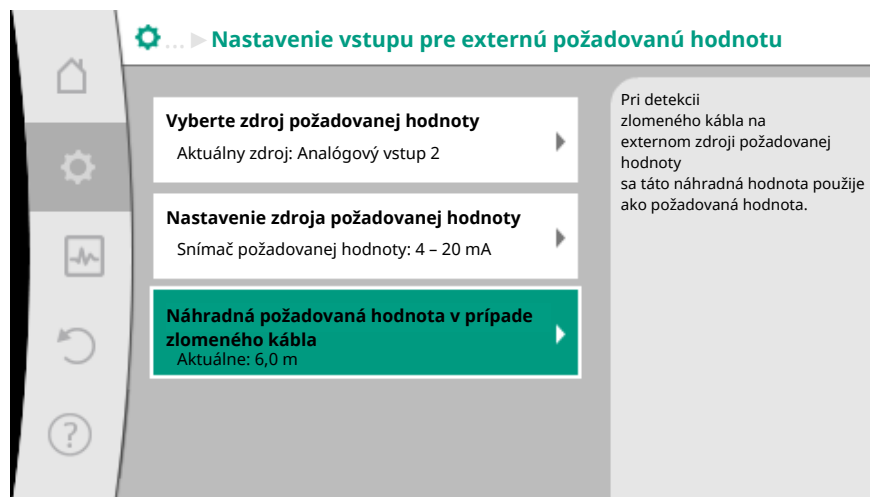 ... Nastavenie vstupu pre externú požadovanú hodnotu
Vyberte zdroj požadovanej hodnoty
Aktuálny zdroj: Analógový vstup 2
Nastavenie zdroja požadovanej hodnoty
Snímač požadovanej hodnoty: 4 – 20 mA
Náhradná požadovaná hodnota v prípade
zlomeného kábla
Aktuálne: 6,0 m
Pri detekcii
zlomeného kábla na
externom zdroji požadovanej
hodnoty
sa táto náhradná hodnota použije
ako požadovaná hodnota.
?